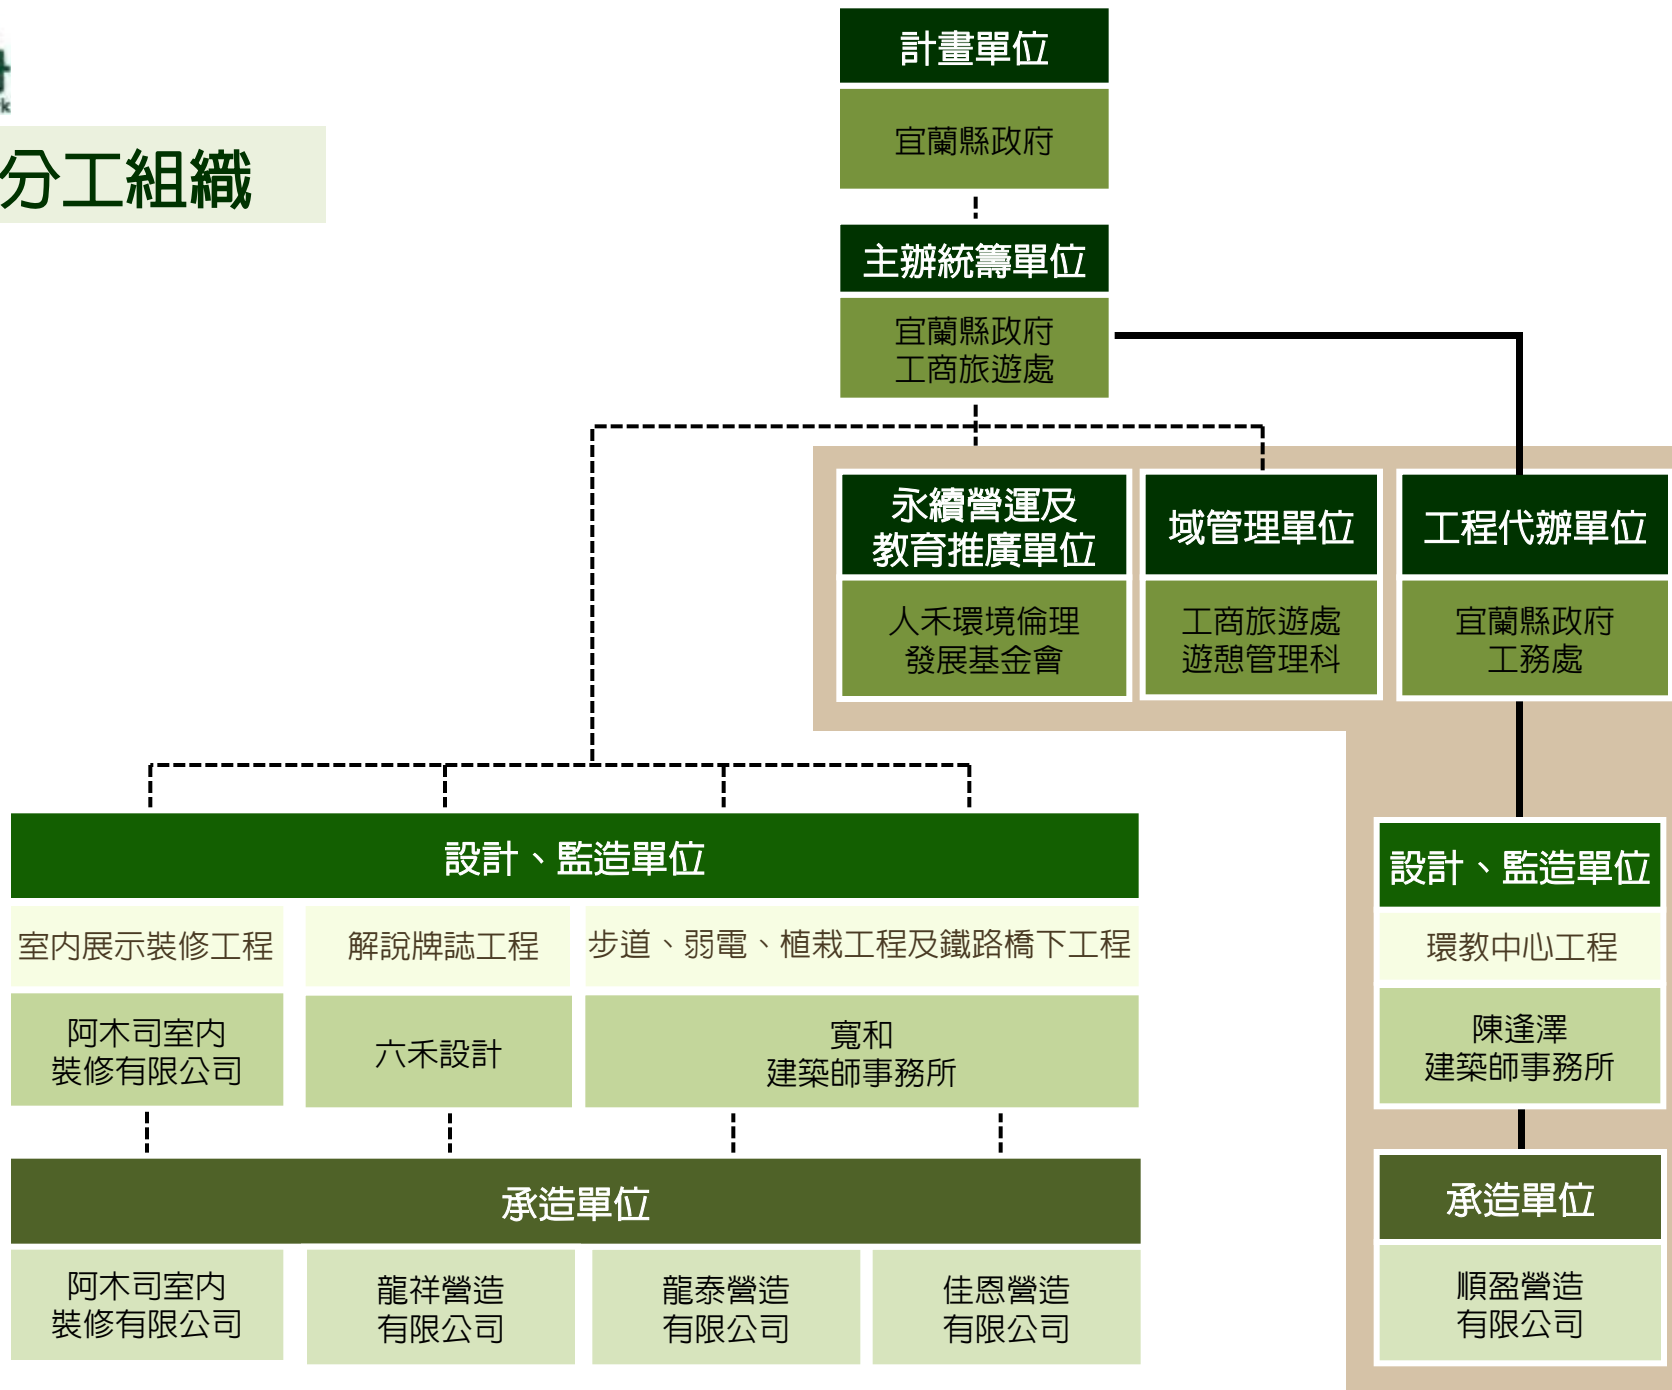 計畫單位
宜蘭縣政府
分工組織
主辦統籌單位
宜蘭縣政府
工商旅遊處
永續營運及
教育推廣單位
人禾環境倫理
發展基金會
域管理單位
工商旅遊處
遊憩管理科
工程代辦單位
宜蘭縣政府
工務處
設計、監造單位
室內展示裝修工程
解說牌誌工程
步道、弱電、植栽工程及鐵路橋下工程
阿木司室內
裝修有限公司
六禾設計
寬和
建築師事務所
承造單位
阿木司室內
裝修有限公司
龍祥營造
有限公司
龍泰營造
有限公司
佳恩營造
有限公司
設計、監造單位
環教中心工程
陳逢澤
建築師事務所
承造單位
順盈營造
有限公司